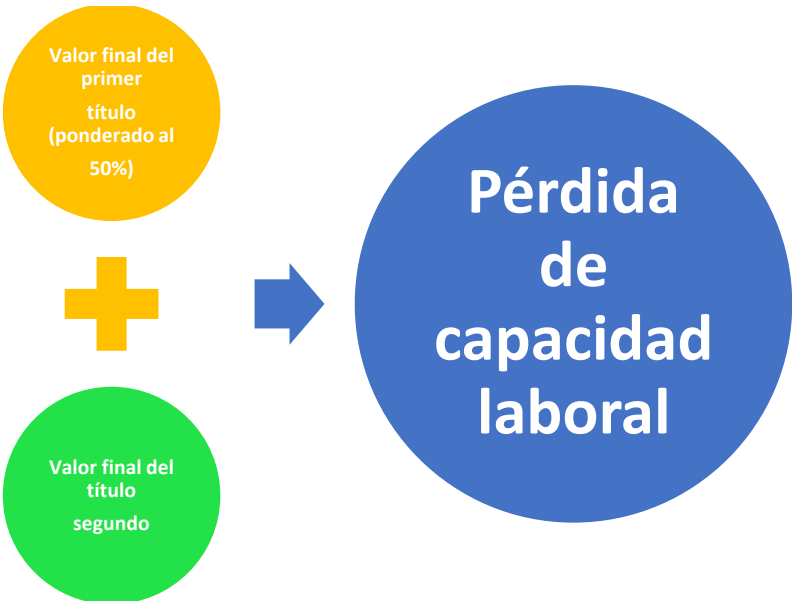 Valor final del
primer
título
(ponderado al
50%)
Valor final del
título
segundo
Pérdida
de
capacidad
laboral